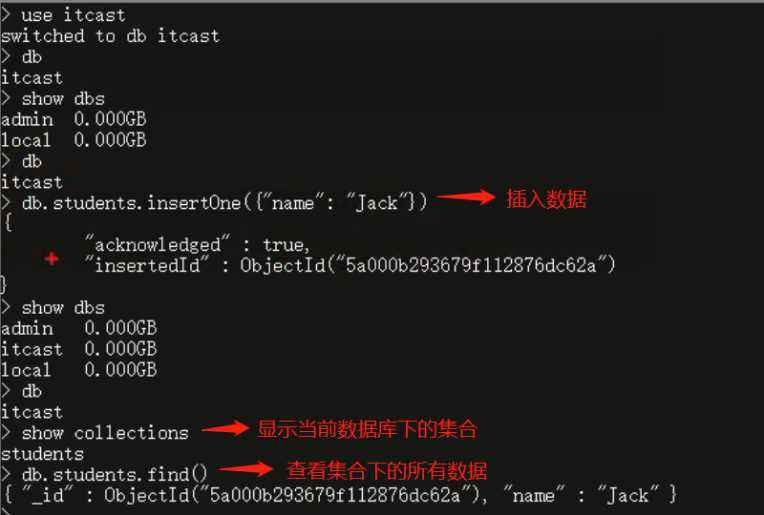 > use itcast
switched to db itcast
> db
itcast
> show dbs
admin  0.000GB
local  0.000GB
> db
itcast
> db.students.insertOne({"name": "Jack"}) 插入数据
{
"acknowledged" : true,
"insertedId" : ObjectId("5a000b293679f112876dc62a")
}
> show dbs
admin   0.000GB
itcast  0.000GB
local   0.000GB
> db
itcast
> show collections 显示当前数据库下的集合
students
> db.students.find() 查看集合下的所有数据
{ "_id" : ObjectId("5a000b293679f112876dc62a"), "name" : "Jack" }